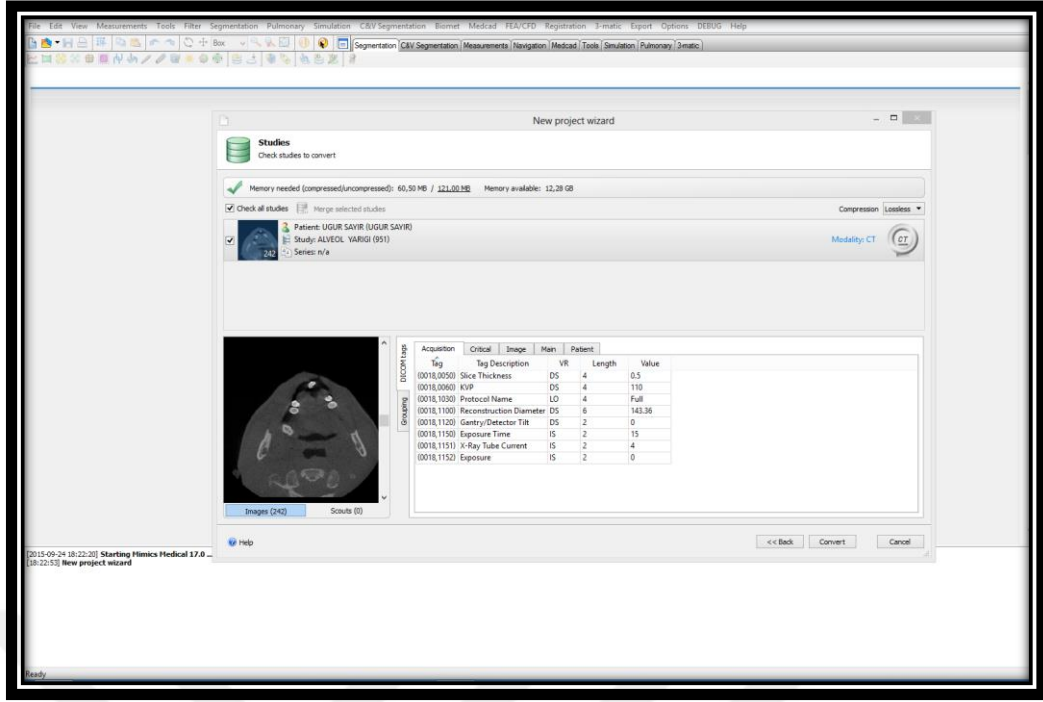 File Edit View Measurements Tools Filter Segmentation Pulmonary Simulation C&V Segmentation Biomet Medcad FEA/CFD Registration 3-matic Export Options DEBUG Help
Box Segmentation C&V Segmentation Measurements Navigation Medcad Tools Simulation Pulmonary 3-matic
New project wizard
Studies
Check studies to convert
Memory needed (compressed/uncompressed): 60,50 MB / 121,00 MB Memory available: 12,28 GB
Check all studies Merge selected studies Compression Lossless
Patient: UGUR SAYIR (UGUR SAYIR)
Study: ALVEOL YARIGI (951) Modality: CT CT
242 Series: n/a
DICOM tags
Grouping
Acquisition Critical Image Main Patient
Tag Tag Description VR Length Value
(0018,0050) Slice Thickness DS 4 0.5
(0018,0060) KVP DS 4 110
(0018,1030) Protocol Name LO 4 Full
(0018,1100) Reconstruction Diameter DS 6 143.36
(0018,1120) Gantry/Detector Tilt DS 2 0
(0018,1150) Exposure Time IS 2 15
(0018,1151) X-Ray Tube Current IS 2 4
(0018,1152) Exposure IS 2 0
Images (242) Scouts (0)
Help << Back Convert Cancel
[2015-09-24 18:22:20] Starting Mimics Medical 17.0 ...
[18:22:53] New project wizard
Ready